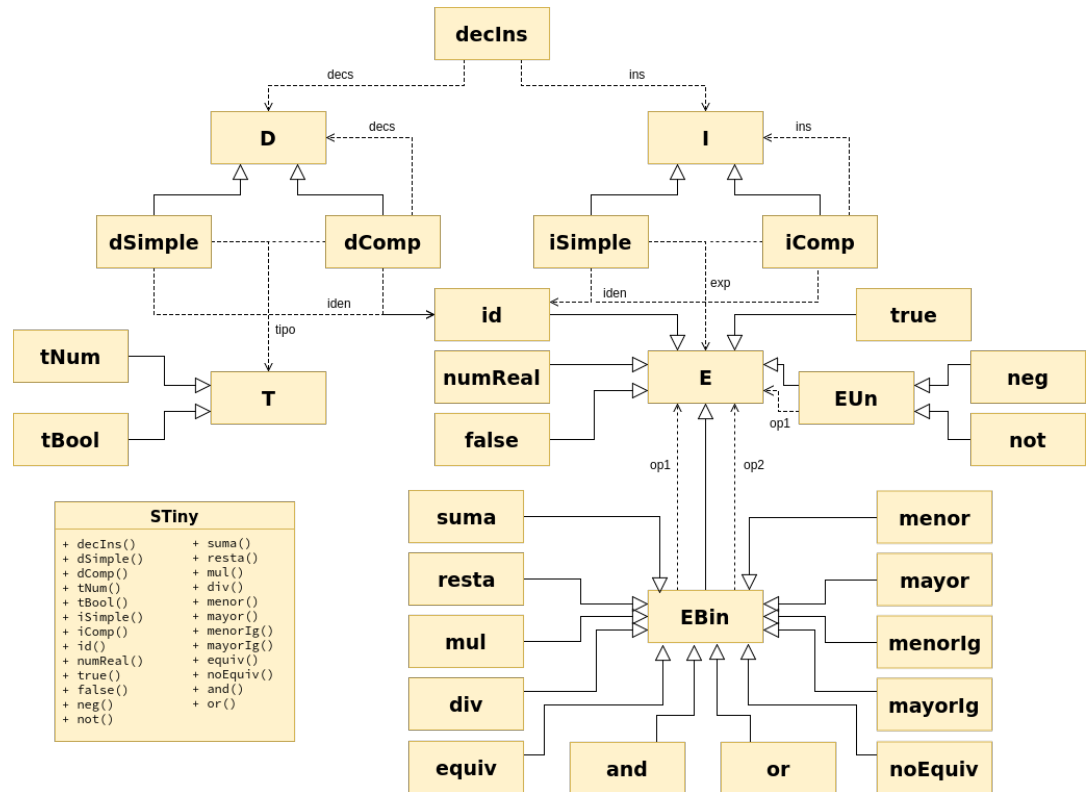 decIns
decs
ins
D
decs
I
ins
dSimple
dComp
iSimple
iComp
iden
tipo
iden
exp
id
true
tNum
numReal
E
neg
T
EUn
tBool
false
op1
not
op1
op2
STiny
+ decIns()
+ dSimple()
+ dComp()
+ tNum()
+ tBool()
+ iSimple()
+ iComp()
+ id()
+ numReal()
+ true()
+ false()
+ neg()
+ not()
+ suma()
+ resta()
+ mul()
+ div()
+ menor()
+ mayor()
+ menorIg()
+ mayorIg()
+ equiv()
+ noEquiv()
+ and()
+ or()
suma
menor
resta
mayor
EBin
mul
menorIg
div
mayorIg
equiv
and
or
noEquiv